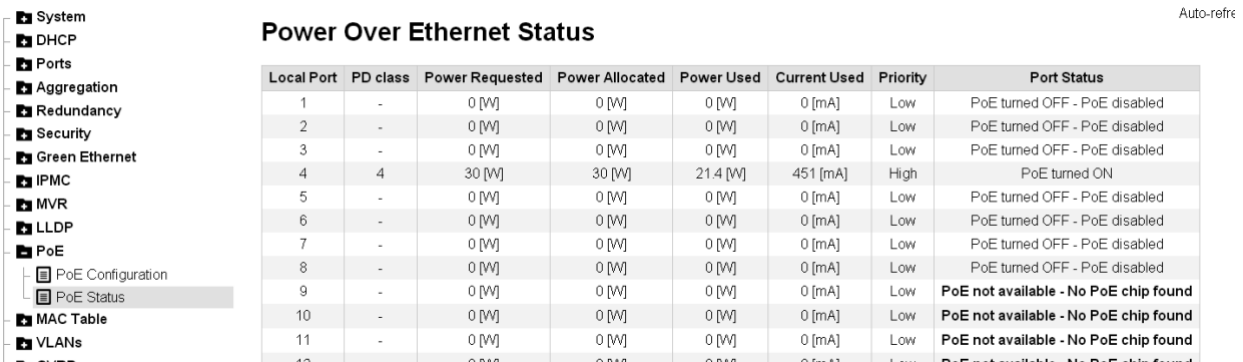 System
DHCP
Ports
Aggregation
Redundancy
Security
Green Ethernet
IPMC
MVR
LLDP
PoE
PoE Configuration
PoE Status
MAC Table
VLANs
Auto-refre
Power Over Ethernet Status
Local Port PD class Power Requested Power Allocated Power Used Current Used Priority Port Status
1 - 0 [W] 0 [W] 0 [W] 0 [mA] Low PoE turned OFF - PoE disabled
2 - 0 [W] 0 [W] 0 [W] 0 [mA] Low PoE turned OFF - PoE disabled
3 - 0 [W] 0 [W] 0 [W] 0 [mA] Low PoE turned OFF - PoE disabled
4 4 30 [W] 30 [W] 21.4 [W] 451 [mA] High PoE turned ON
5 - 0 [W] 0 [W] 0 [W] 0 [mA] Low PoE turned OFF - PoE disabled
6 - 0 [W] 0 [W] 0 [W] 0 [mA] Low PoE turned OFF - PoE disabled
7 - 0 [W] 0 [W] 0 [W] 0 [mA] Low PoE turned OFF - PoE disabled
8 - 0 [W] 0 [W] 0 [W] 0 [mA] Low PoE turned OFF - PoE disabled
9 - 0 [W] 0 [W] 0 [W] 0 [mA] Low PoE not available - No PoE chip found
10 - 0 [W] 0 [W] 0 [W] 0 [mA] Low PoE not available - No PoE chip found
11 - 0 [W] 0 [W] 0 [W] 0 [mA] Low PoE not available - No PoE chip found